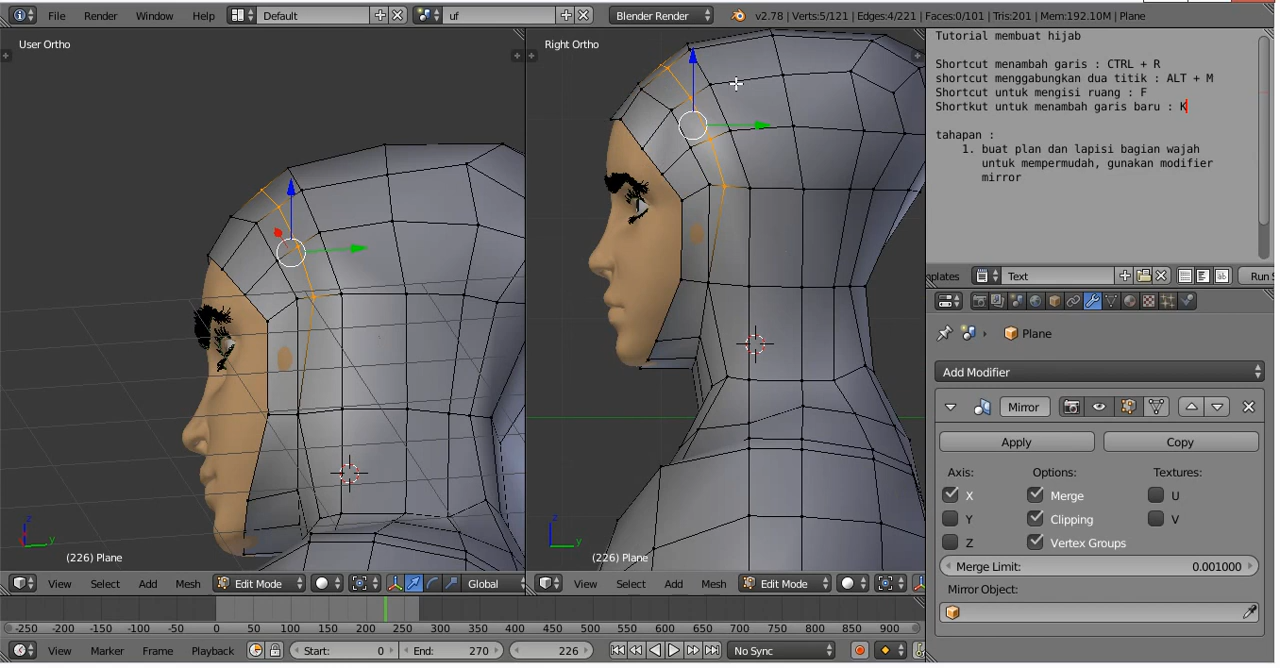 File Render Window Help Default uf Blender Render v2.78 | Verts:5/121 | Edges:4/221 | Faces:0/101 | Tris:201 | Mem:192.10M | Plane
User Ortho
Right Ortho
Tutorial membuat hijab
Shortcut menambah garis : CTRL + R
shortcut menggabungkan dua titik : ALT + M
Shortcut untuk mengisi ruang : F
Shortkut untuk menambah garis baru : K
tahapan :
1. buat plan dan lapisi bagian wajah
untuk mempermudah, gunakan modifier
mirror
plates Text Run S
Plane
Add Modifier
Mirror
Apply Copy
Axis: Options: Textures:
X Merge U
Y Clipping V
Z Vertex Groups
Merge Limit: 0.001000
Mirror Object:
z y
z y
(226) Plane
(226) Plane
View Select Add Mesh Edit Mode Global
View Select Add Mesh Edit Mode
-250 -200 -150 -100 -50 0 50 100 150 200 250 300 350 400 450 500 550 600 650 700 750 800 850 900
View Marker Frame Playback Start: 0 End: 270 226 No Sync